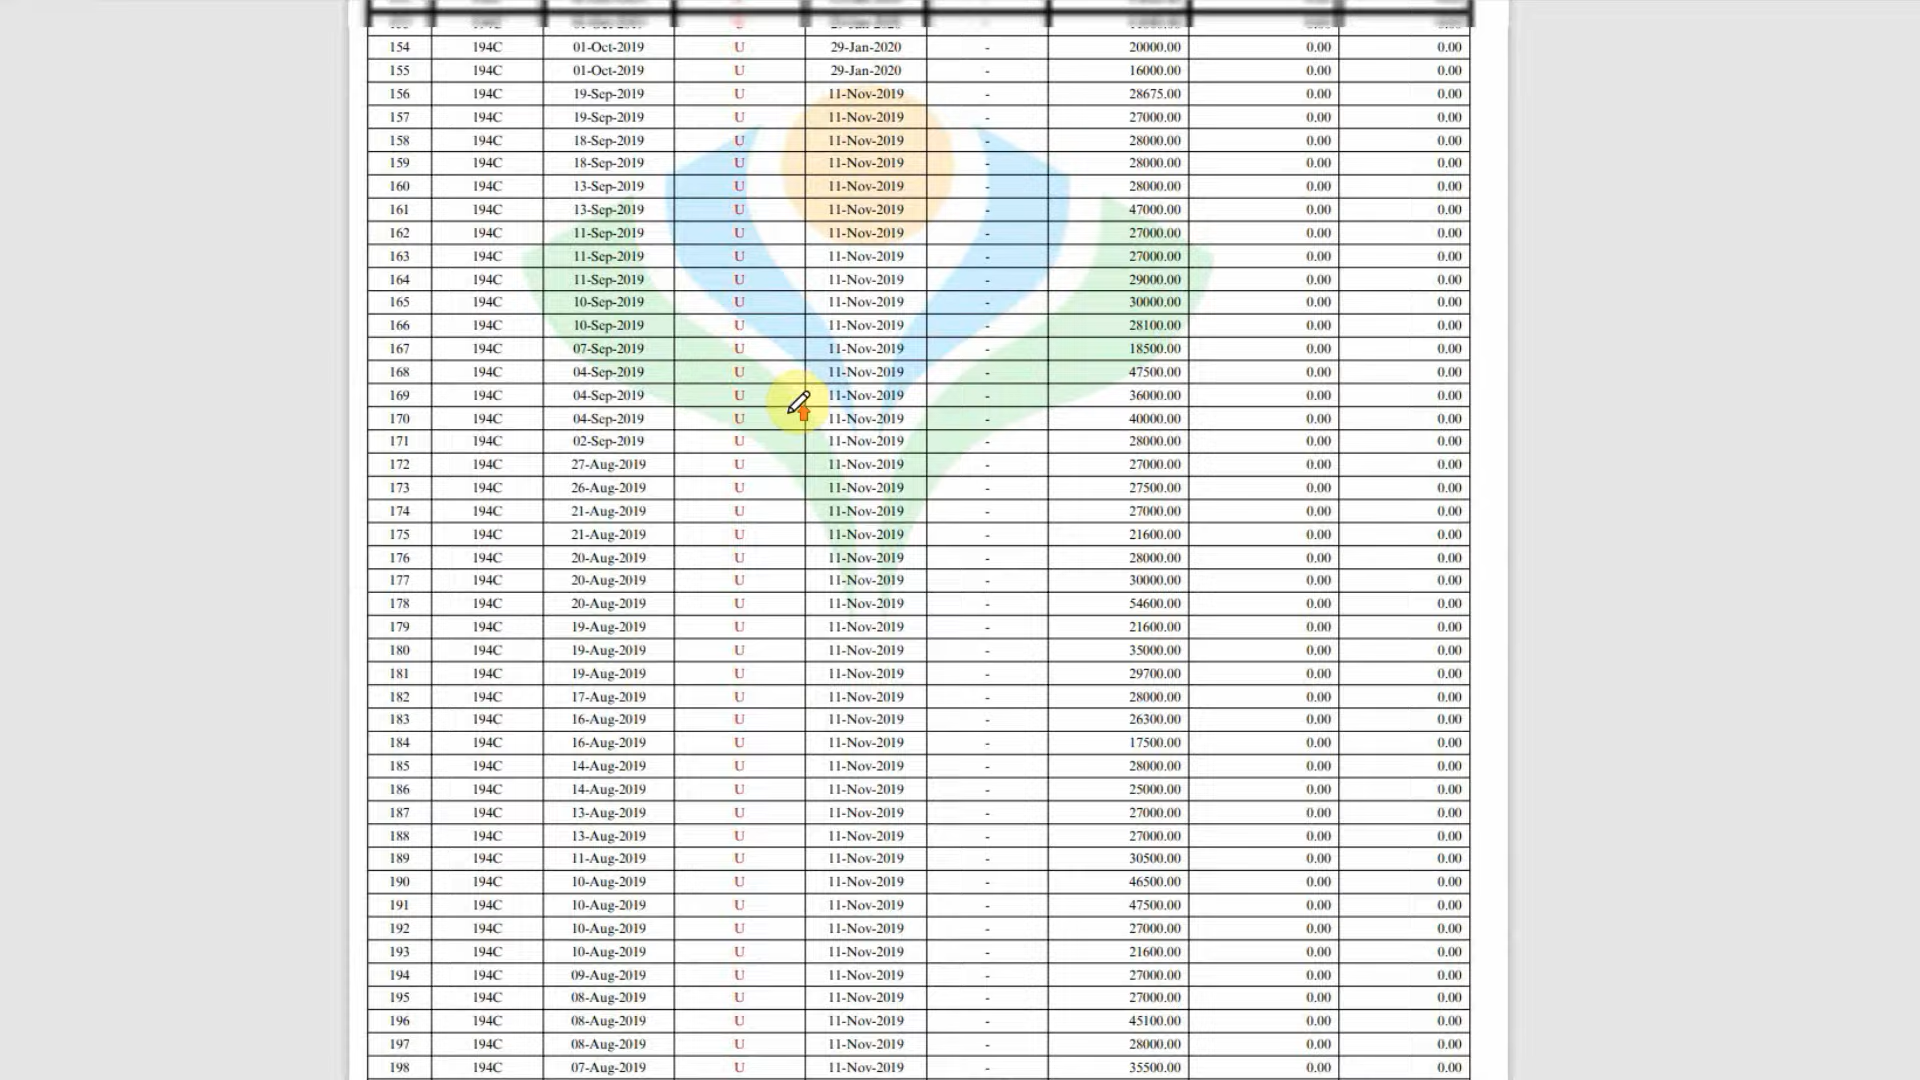 154 194C 01-Oct-2019 U 29-Jan-2020 - 20000.00 0.00 0.00
155 194C 01-Oct-2019 U 29-Jan-2020 - 16000.00 0.00 0.00
156 194C 19-Sep-2019 U 11-Nov-2019 - 28675.00 0.00 0.00
157 194C 19-Sep-2019 U 11-Nov-2019 - 27000.00 0.00 0.00
158 194C 18-Sep-2019 U 11-Nov-2019 - 28000.00 0.00 0.00
159 194C 18-Sep-2019 U 11-Nov-2019 - 28000.00 0.00 0.00
160 194C 13-Sep-2019 U 11-Nov-2019 - 28000.00 0.00 0.00
161 194C 13-Sep-2019 U 11-Nov-2019 - 47000.00 0.00 0.00
162 194C 11-Sep-2019 U 11-Nov-2019 - 27000.00 0.00 0.00
163 194C 11-Sep-2019 U 11-Nov-2019 - 27000.00 0.00 0.00
164 194C 11-Sep-2019 U 11-Nov-2019 - 29000.00 0.00 0.00
165 194C 10-Sep-2019 U 11-Nov-2019 - 30000.00 0.00 0.00
166 194C 10-Sep-2019 U 11-Nov-2019 - 28100.00 0.00 0.00
167 194C 07-Sep-2019 U 11-Nov-2019 - 18500.00 0.00 0.00
168 194C 04-Sep-2019 U 11-Nov-2019 - 47500.00 0.00 0.00
169 194C 04-Sep-2019 U 11-Nov-2019 - 36000.00 0.00 0.00
170 194C 04-Sep-2019 U 11-Nov-2019 - 40000.00 0.00 0.00
171 194C 02-Sep-2019 U 11-Nov-2019 - 28000.00 0.00 0.00
172 194C 27-Aug-2019 U 11-Nov-2019 - 27000.00 0.00 0.00
173 194C 26-Aug-2019 U 11-Nov-2019 - 27500.00 0.00 0.00
174 194C 21-Aug-2019 U 11-Nov-2019 - 27000.00 0.00 0.00
175 194C 21-Aug-2019 U 11-Nov-2019 - 21600.00 0.00 0.00
176 194C 20-Aug-2019 U 11-Nov-2019 - 28000.00 0.00 0.00
177 194C 20-Aug-2019 U 11-Nov-2019 - 30000.00 0.00 0.00
178 194C 20-Aug-2019 U 11-Nov-2019 - 54600.00 0.00 0.00
179 194C 19-Aug-2019 U 11-Nov-2019 - 21600.00 0.00 0.00
180 194C 19-Aug-2019 U 11-Nov-2019 - 35000.00 0.00 0.00
181 194C 19-Aug-2019 U 11-Nov-2019 - 29700.00 0.00 0.00
182 194C 17-Aug-2019 U 11-Nov-2019 - 28000.00 0.00 0.00
183 194C 16-Aug-2019 U 11-Nov-2019 - 26300.00 0.00 0.00
184 194C 16-Aug-2019 U 11-Nov-2019 - 17500.00 0.00 0.00
185 194C 14-Aug-2019 U 11-Nov-2019 - 28000.00 0.00 0.00
186 194C 14-Aug-2019 U 11-Nov-2019 - 25000.00 0.00 0.00
187 194C 13-Aug-2019 U 11-Nov-2019 - 27000.00 0.00 0.00
188 194C 13-Aug-2019 U 11-Nov-2019 - 27000.00 0.00 0.00
189 194C 11-Aug-2019 U 11-Nov-2019 - 30500.00 0.00 0.00
190 194C 10-Aug-2019 U 11-Nov-2019 - 46500.00 0.00 0.00
191 194C 10-Aug-2019 U 11-Nov-2019 - 47500.00 0.00 0.00
192 194C 10-Aug-2019 U 11-Nov-2019 - 27000.00 0.00 0.00
193 194C 10-Aug-2019 U 11-Nov-2019 - 21600.00 0.00 0.00
194 194C 09-Aug-2019 U 11-Nov-2019 - 27000.00 0.00 0.00
195 194C 08-Aug-2019 U 11-Nov-2019 - 27000.00 0.00 0.00
196 194C 08-Aug-2019 U 11-Nov-2019 - 45100.00 0.00 0.00
197 194C 08-Aug-2019 U 11-Nov-2019 - 28000.00 0.00 0.00
198 194C 07-Aug-2019 U 11-Nov-2019 - 35500.00 0.00 0.00